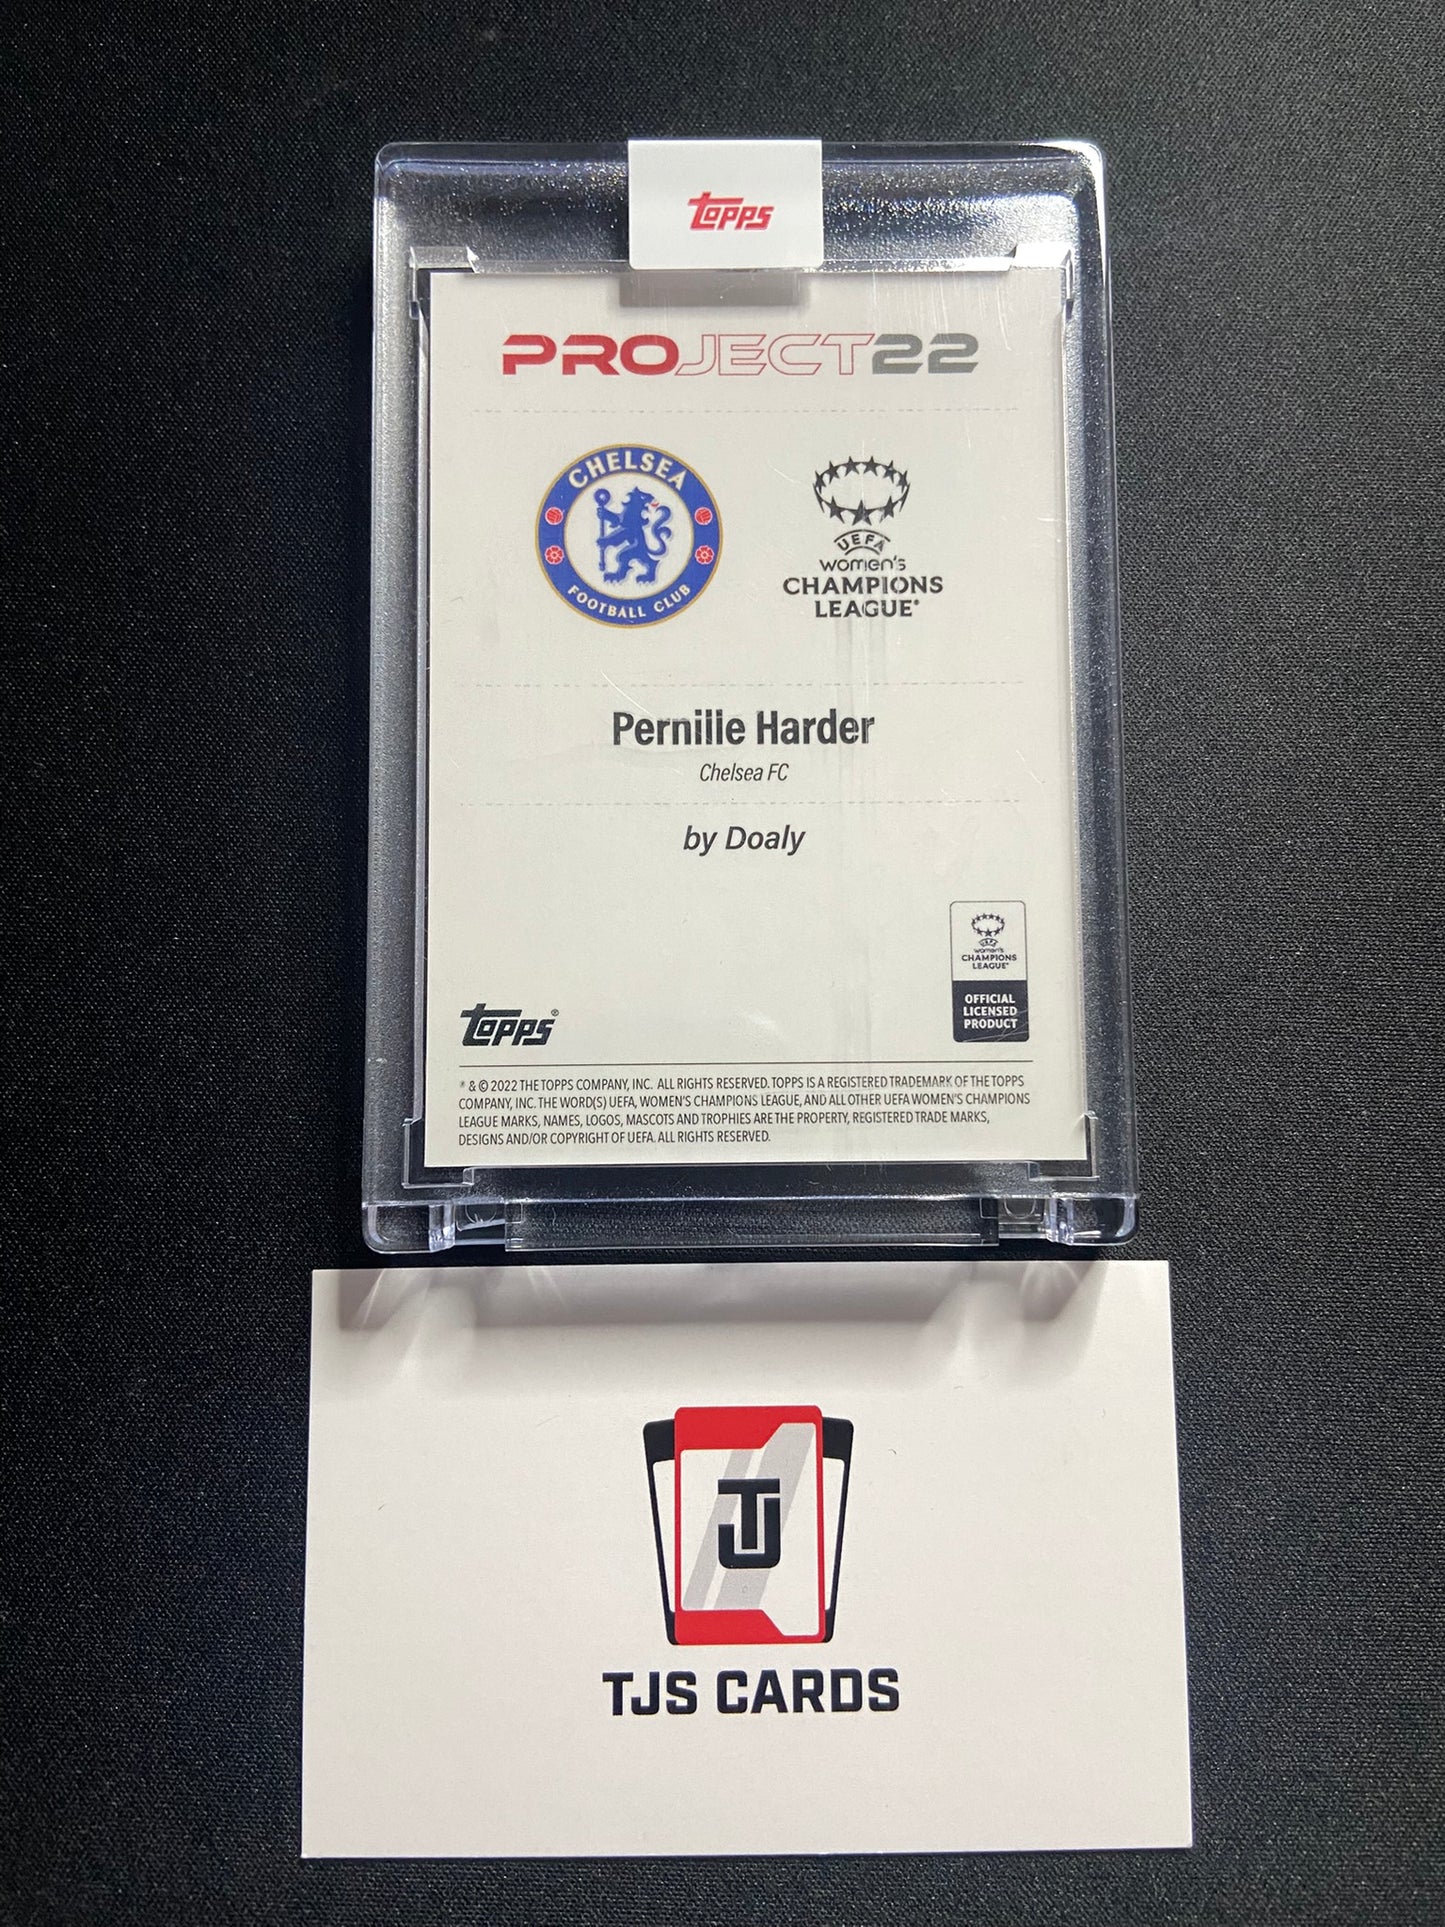 topps
PROJECT22
CHELSEA
FOOTBALL CLUB
UEFA
women's
CHAMPIONS
LEAGUE®
Pernille Harder
Chelsea FC
by Doaly
UEFA
women's
CHAMPIONS
LEAGUE®
OFFICIAL
LICENSED
PRODUCT
topps®
® & © 2022 THE TOPPS COMPANY, INC. ALL RIGHTS RESERVED. TOPPS IS A REGISTERED TRADEMARK OF THE TOPPS
COMPANY, INC. THE WORD(S) UEFA, WOMEN'S CHAMPIONS LEAGUE, AND ALL OTHER UEFA WOMEN'S CHAMPIONS
LEAGUE MARKS, NAMES, LOGOS, MASCOTS AND TROPHIES ARE THE PROPERTY, REGISTERED TRADE MARKS,
DESIGNS AND/OR COPYRIGHT OF UEFA. ALL RIGHTS RESERVED.
TJ
TJS CARDS